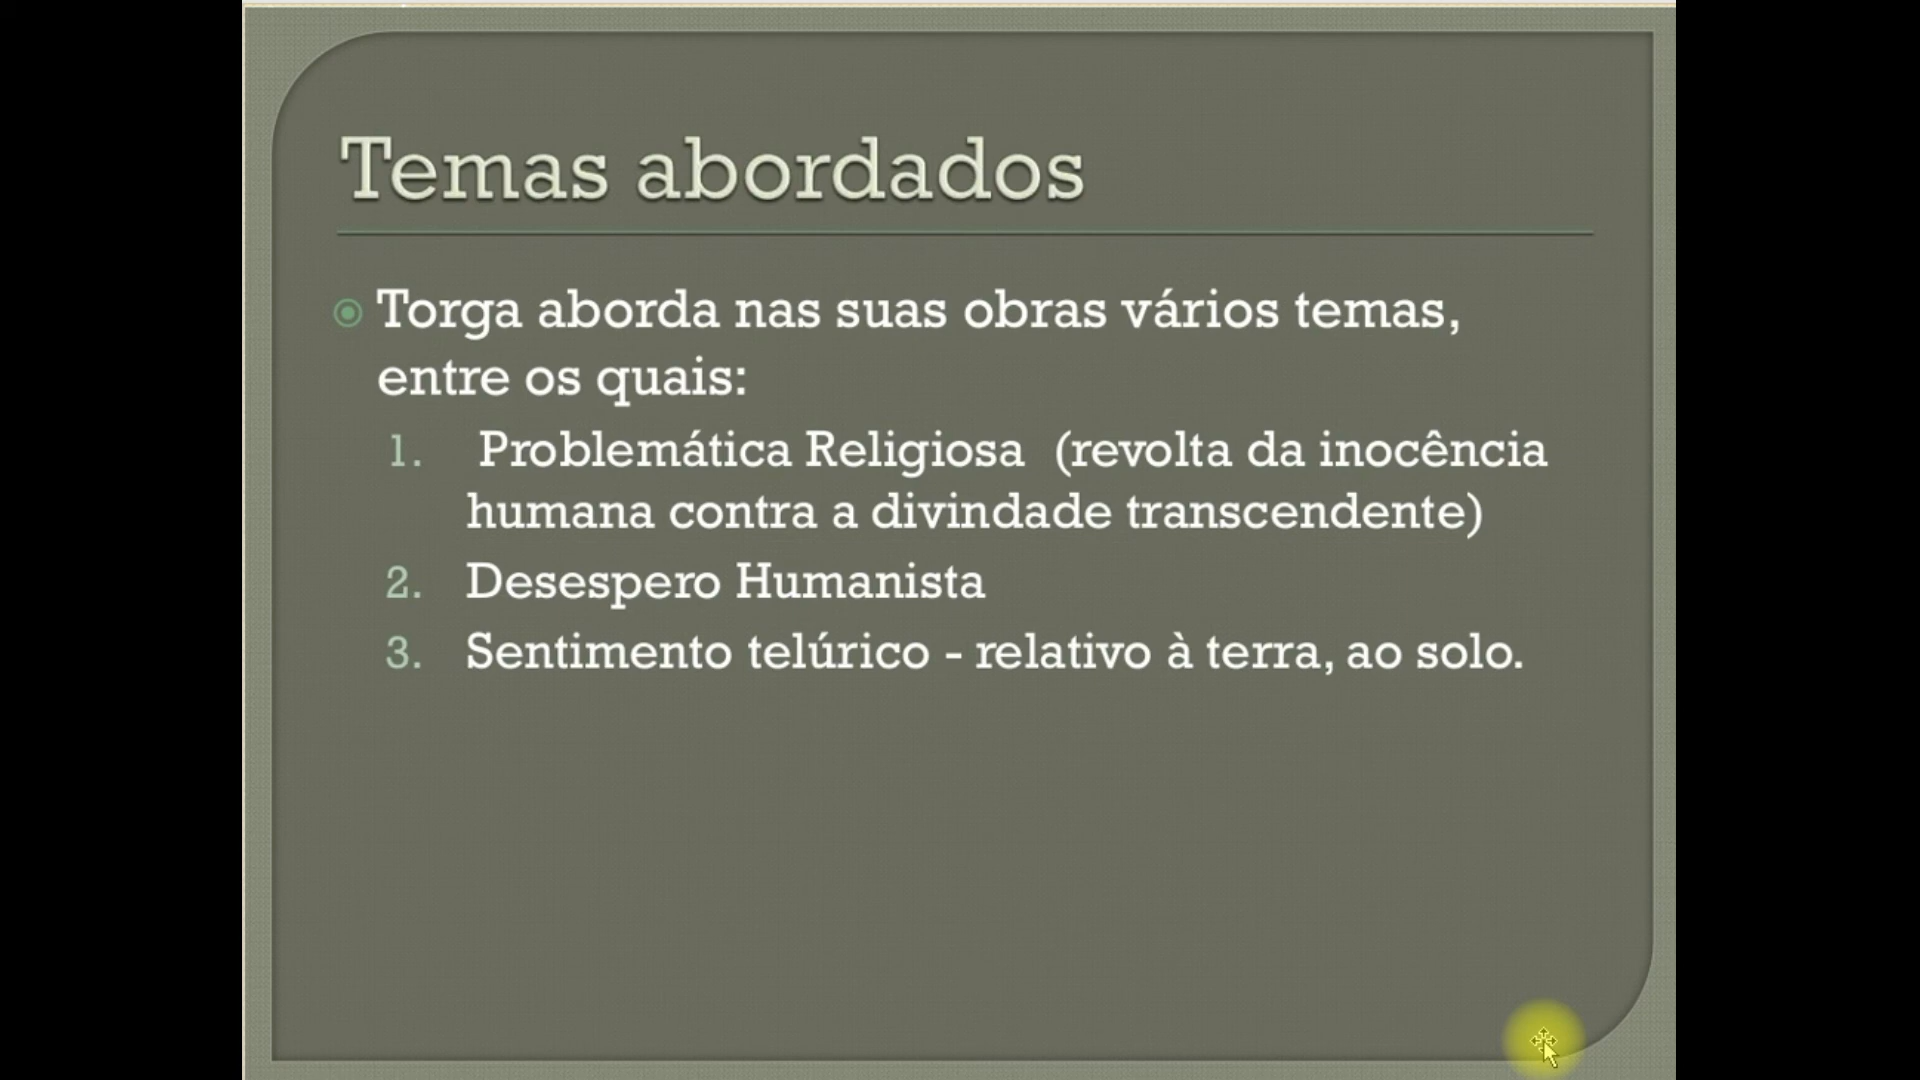 Temas abordados
Torga aborda nas suas obras vários temas,
entre os quais:
1. Problemática Religiosa (revolta da inocência
humana contra a divindade transcendente)
2. Desespero Humanista
3. Sentimento telúrico - relativo à terra, ao solo.